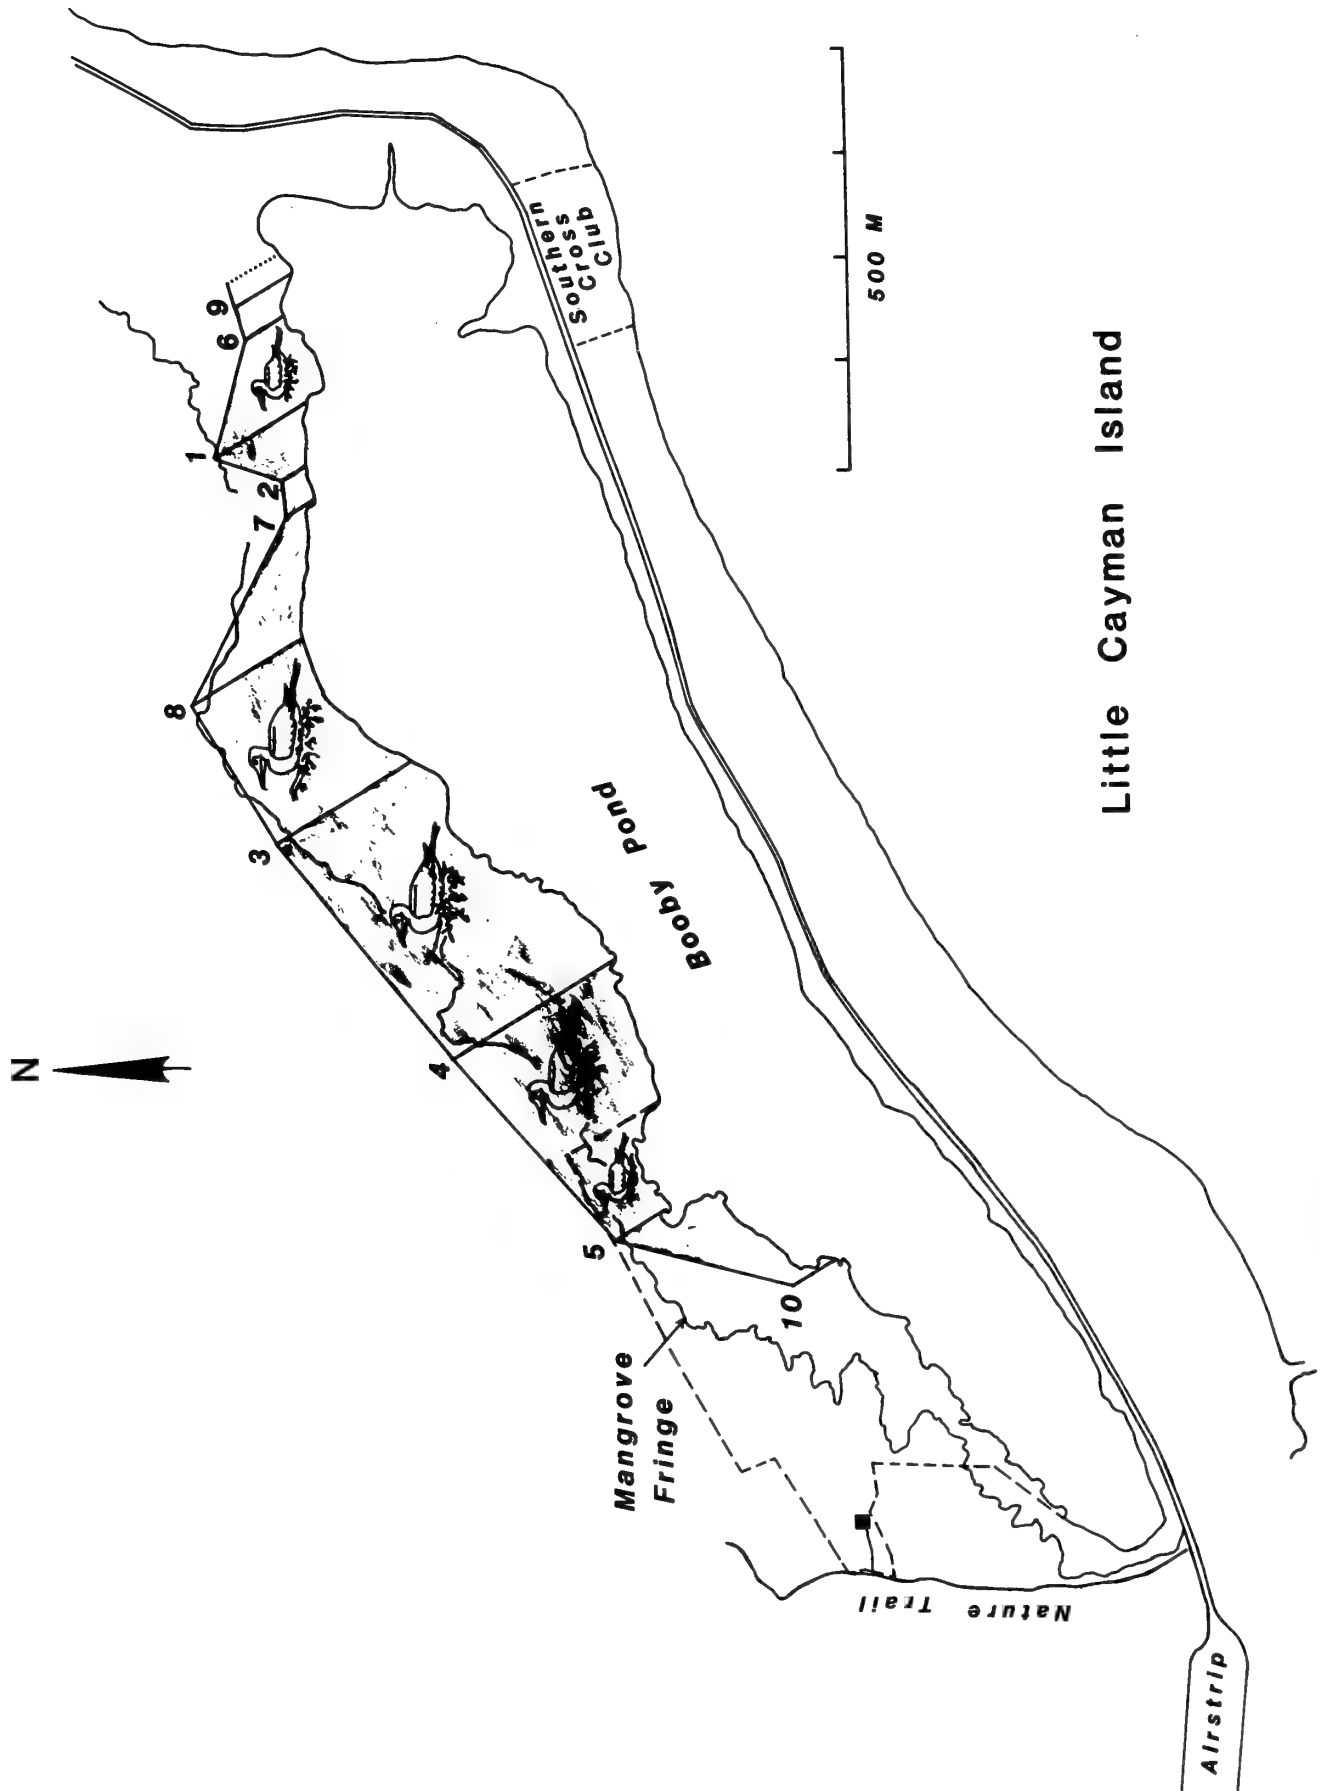 N
1
2
3
4
5
6
7
8
9
10
Southern
Cross
Club
500 M
Booby Pond
Mangrove
Fringe
Nature Trail
Airstrip
Little Cayman Island